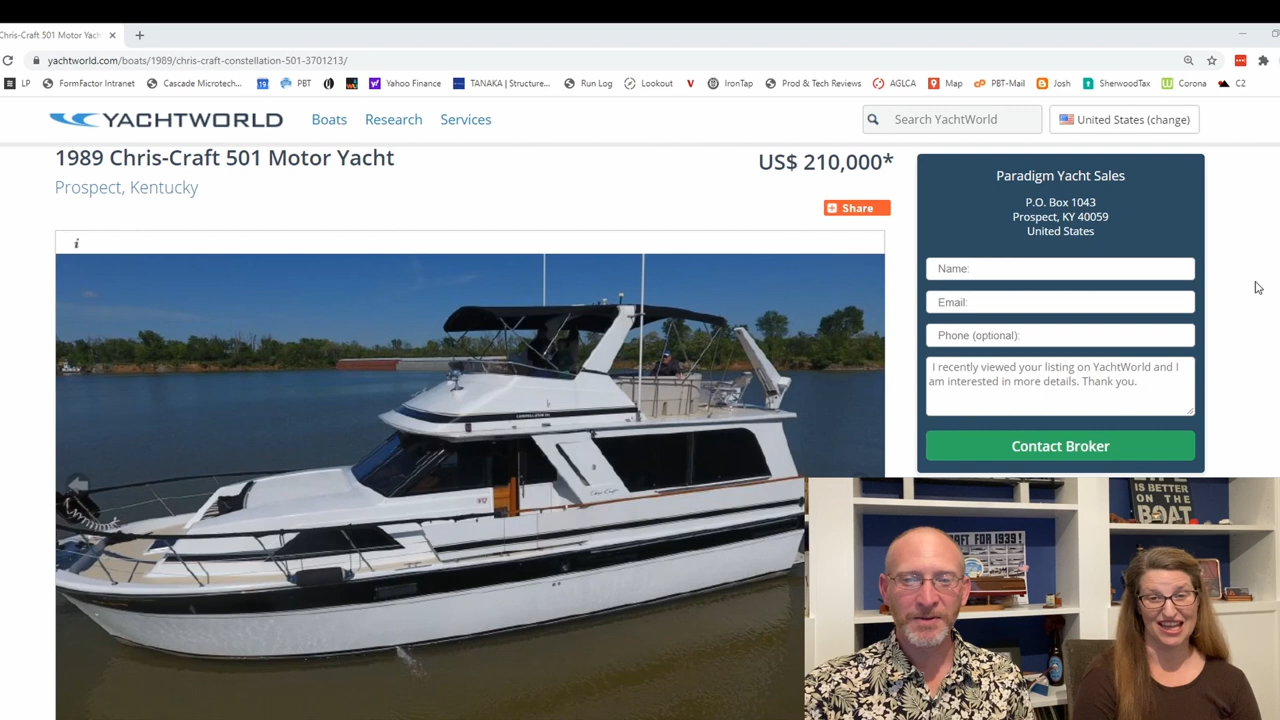 Chris-Craft 501 Motor Yach
yachtworld.com/boats/1989/chris-craft-constellation-501-3701213/
LP FormFactor Intranet Cascade Microtech... 19 PBT Yahoo Finance TANAKA | Structure... Run Log Lookout V IronTap Prod & Tech Reviews AGLCA Map PBT-Mail Josh SherwoodTax Corona C2
YACHTWORLD Boats Research Services Search YachtWorld United States (change)
1989 Chris-Craft 501 Motor Yacht US$ 210,000*
Prospect, Kentucky
Share
i
Paradigm Yacht Sales
P.O. Box 1043
Prospect, KY 40059
United States
Name:
Email:
Phone (optional):
I recently viewed your listing on YachtWorld and I
am interested in more details. Thank you.
Contact Broker
Chris-Craft
IS BETTER
ON THE
BOAT
RAFT FOR 1939!